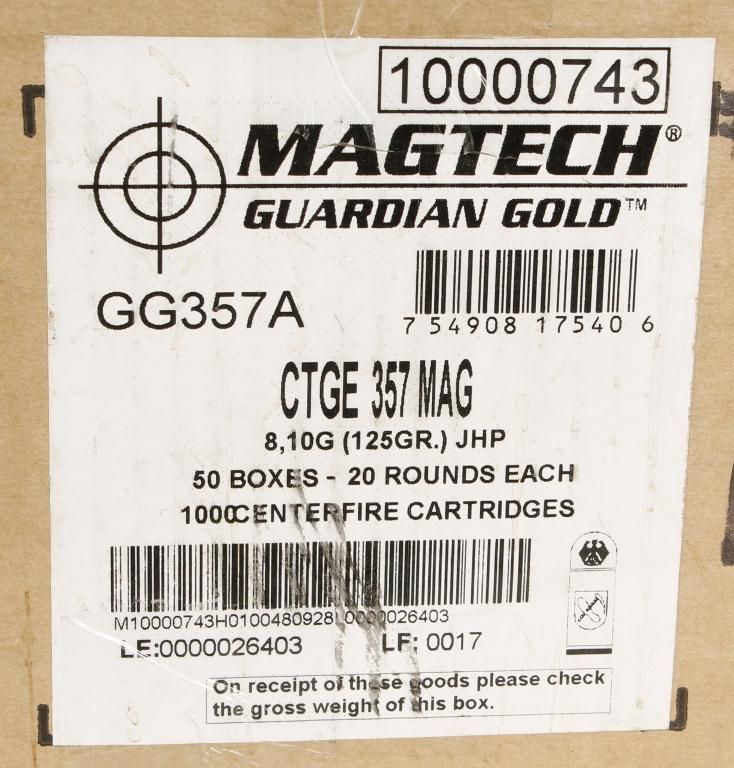 10000743
MAGTECH®
GUARDIAN GOLD™
GG357A
7 54908 17540 6
CTGE 357 MAG
8,10G (125GR.) JHP
50 BOXES - 20 ROUNDS EACH
1000CENTERFIRE CARTRIDGES
M10000743H0100480928L0000026403
LE:0000026403 LF: 0017
On receipt of these goods please check
the gross weight of this box.